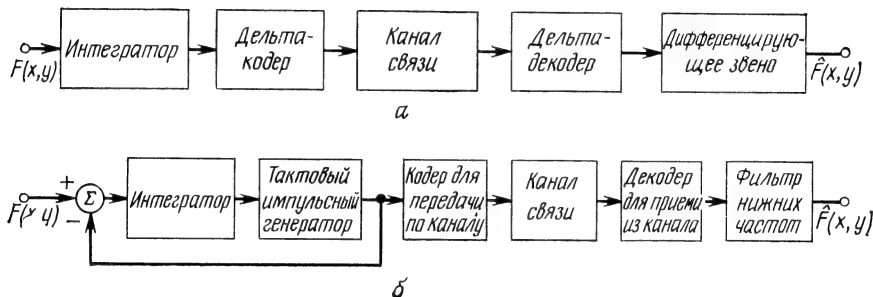 F(x,y)
Интегратор
Дельта-
кодер
Канал
связи
Дельта-
декодер
Дифференцирую-
щее звено
F̂(x,y)
а
F(x y)
+
Σ
−
Интегратор
Тактовый
импульсный
генератор
Кодер для
передачи
по каналу
Канал
связи
Декодер
для приема
из канала
Фильтр
нижних
частот
F̂(x,y)
б